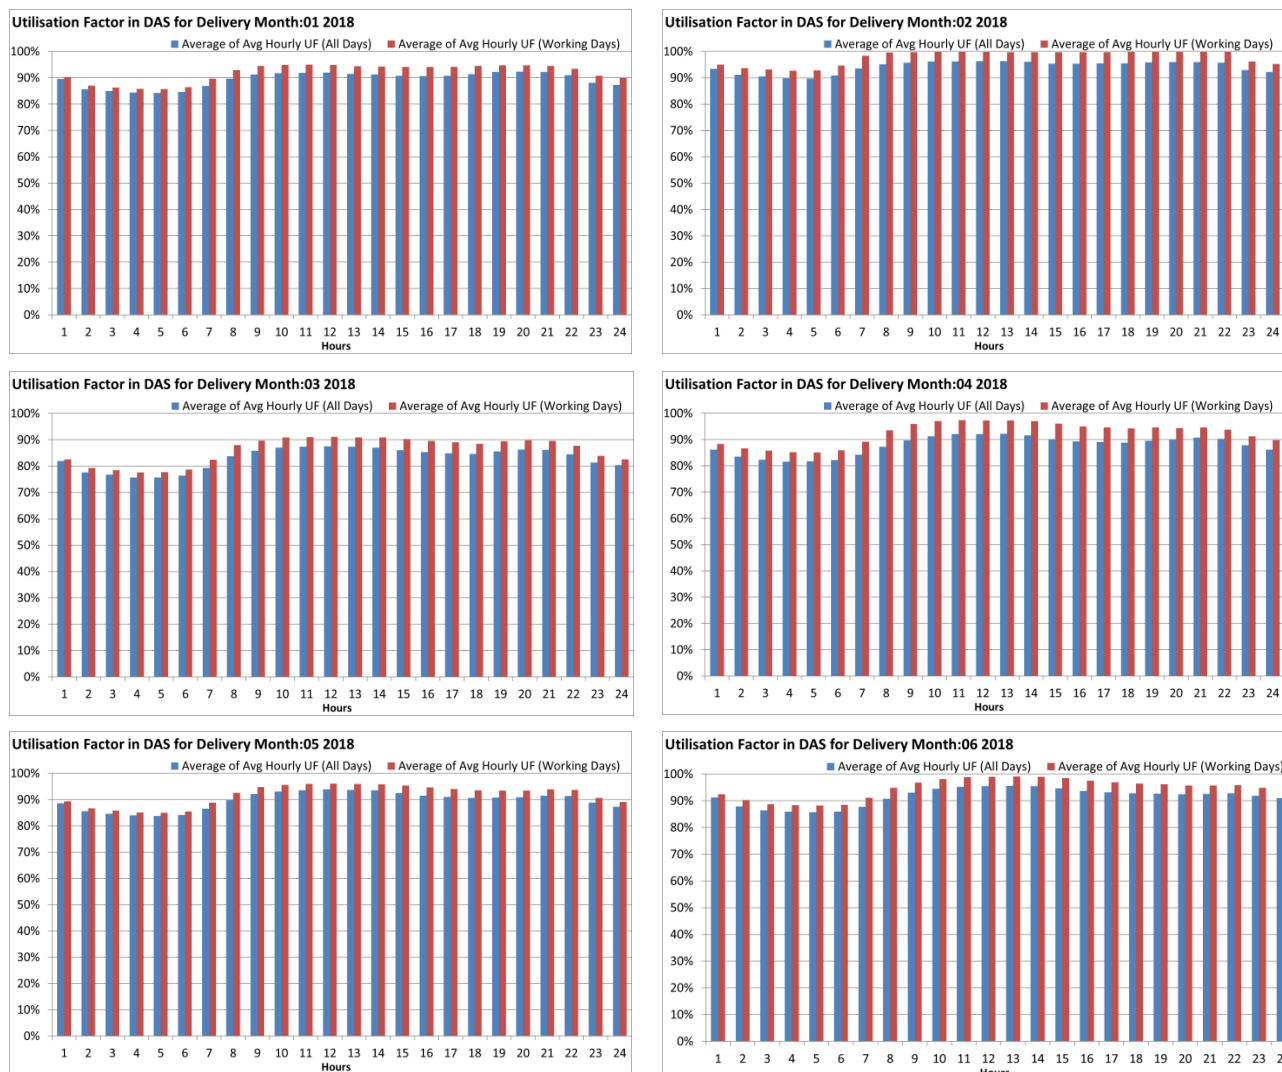 Utilisation Factor in DAS for Delivery Month:01 2018
Average of Avg Hourly UF (All Days) Average of Avg Hourly UF (Working Days)
100%
90%
80%
70%
60%
50%
40%
30%
20%
10%
0%
1 2 3 4 5 6 7 8 9 10 11 12 13 14 15 16 17 18 19 20 21 22 23 24
Hours
Utilisation Factor in DAS for Delivery Month:02 2018
Average of Avg Hourly UF (All Days) Average of Avg Hourly UF (Working Days)
100%
90%
80%
70%
60%
50%
40%
30%
20%
10%
0%
1 2 3 4 5 6 7 8 9 10 11 12 13 14 15 16 17 18 19 20 21 22 23 24
Hours
Utilisation Factor in DAS for Delivery Month:03 2018
Average of Avg Hourly UF (All Days) Average of Avg Hourly UF (Working Days)
100%
90%
80%
70%
60%
50%
40%
30%
20%
10%
0%
1 2 3 4 5 6 7 8 9 10 11 12 13 14 15 16 17 18 19 20 21 22 23 24
Hours
Utilisation Factor in DAS for Delivery Month:04 2018
Average of Avg Hourly UF (All Days) Average of Avg Hourly UF (Working Days)
100%
90%
80%
70%
60%
50%
40%
30%
20%
10%
0%
1 2 3 4 5 6 7 8 9 10 11 12 13 14 15 16 17 18 19 20 21 22 23 24
Hours
Utilisation Factor in DAS for Delivery Month:05 2018
Average of Avg Hourly UF (All Days) Average of Avg Hourly UF (Working Days)
100%
90%
80%
70%
60%
50%
40%
30%
20%
10%
0%
1 2 3 4 5 6 7 8 9 10 11 12 13 14 15 16 17 18 19 20 21 22 23 24
Hours
Utilisation Factor in DAS for Delivery Month:06 2018
Average of Avg Hourly UF (All Days) Average of Avg Hourly UF (Working Days)
100%
90%
80%
70%
60%
50%
40%
30%
20%
10%
0%
1 2 3 4 5 6 7 8 9 10 11 12 13 14 15 16 17 18 19 20 21 22 23 2
Hours